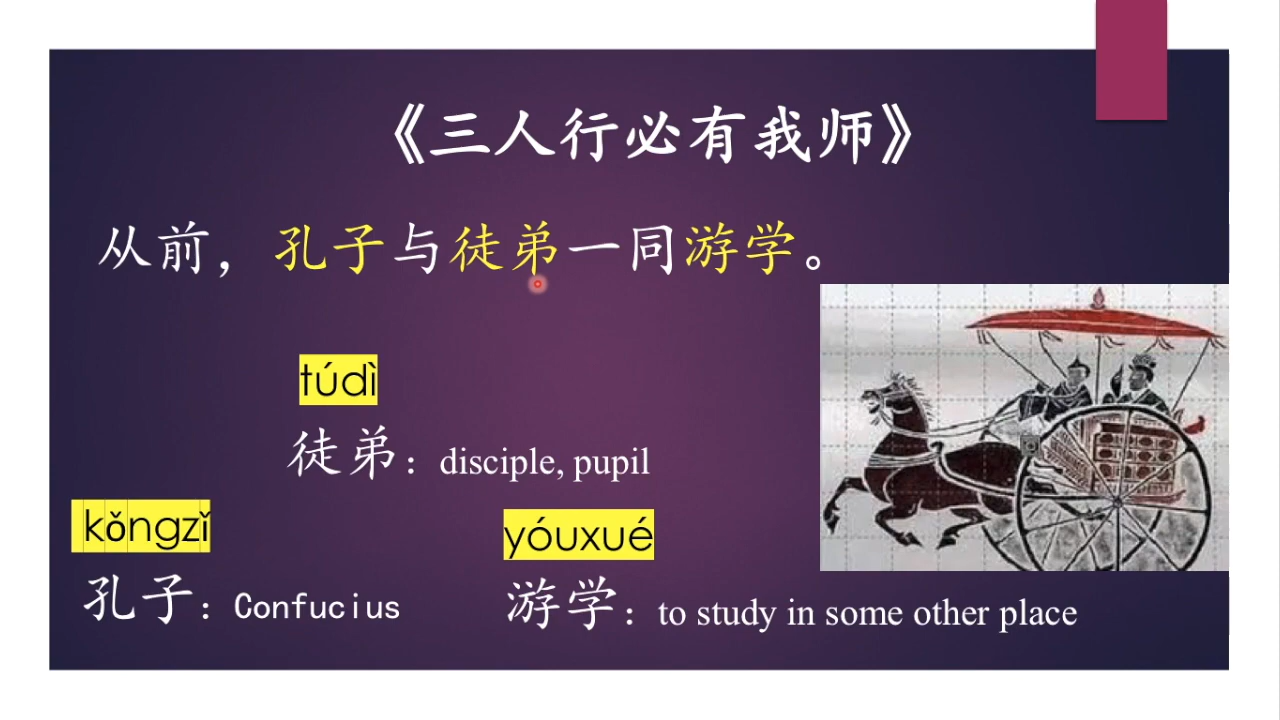 《三人行必有我师》
从前，孔子与徒弟一同游学。
túdì
徒弟：disciple, pupil
kǒngzǐ
孔子：Confucius
yóuxué
游学：to study in some other place